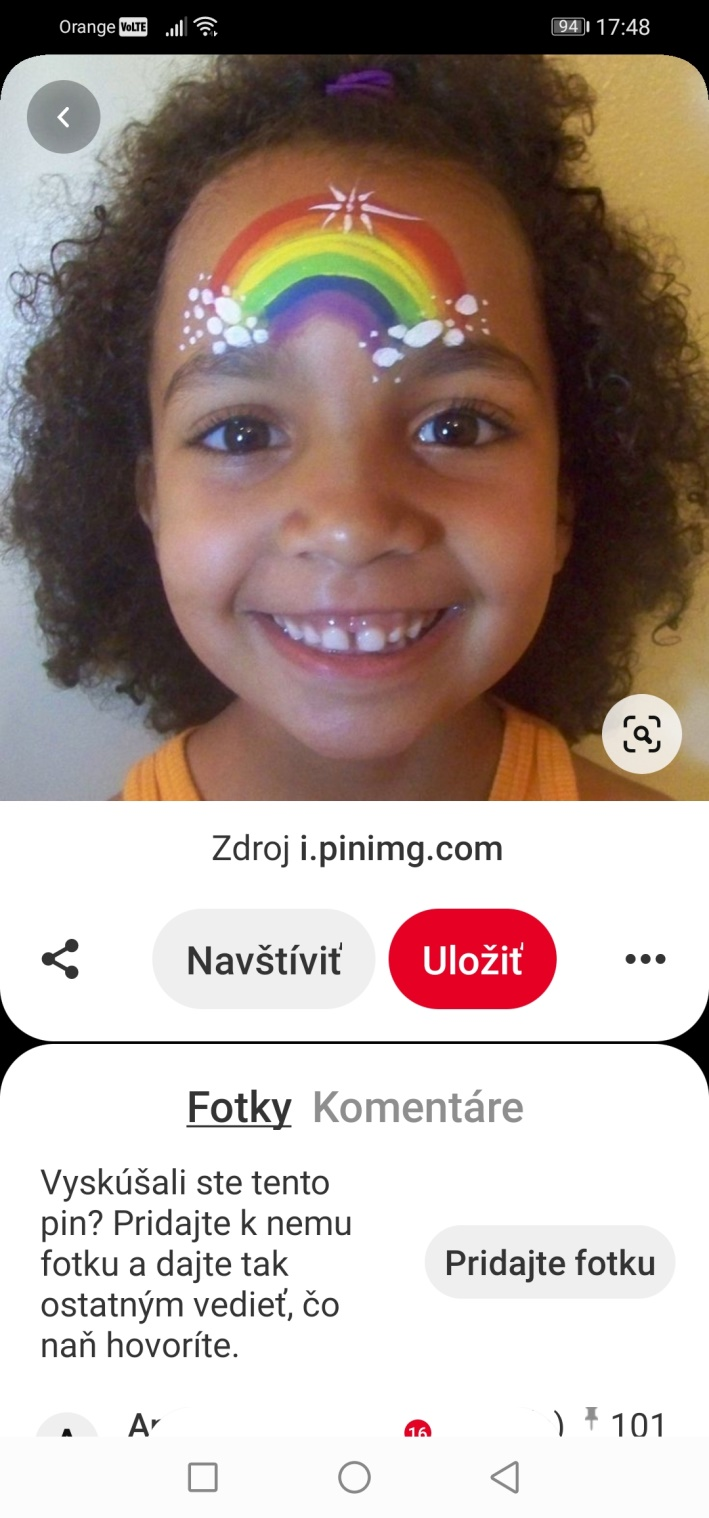 Orange VoLTE 94 17:48
Zdroj i.pinimg.com
Navštíviť Uložiť
Fotky Komentáre
Vyskúšali ste tento
pin? Pridajte k nemu
fotku a dajte tak
ostatným vedieť, čo
naň hovoríte.
Pridajte fotku
16 ) 101